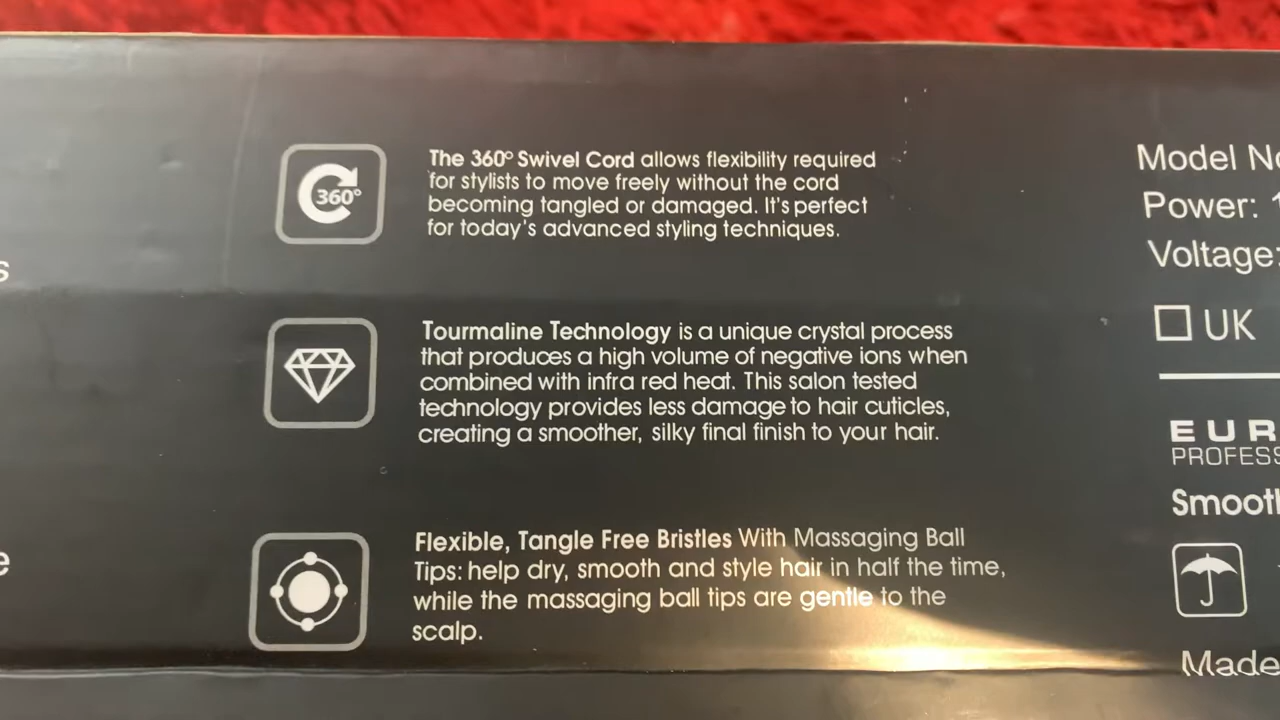 360°
The 360° Swivel Cord allows flexibility required
for stylists to move freely without the cord
becoming tangled or damaged. It's perfect
for today's advanced styling techniques.
Tourmaline Technology is a unique crystal process
that produces a high volume of negative ions when
combined with infra red heat. This salon tested
technology provides less damage to hair cuticles,
creating a smoother, silky final finish to your hair.
Flexible, Tangle Free Bristles With Massaging Ball
Tips: help dry, smooth and style hair in half the time,
while the massaging ball tips are gentle to the
scalp.
Model
Power:
Voltage:
UK
Made